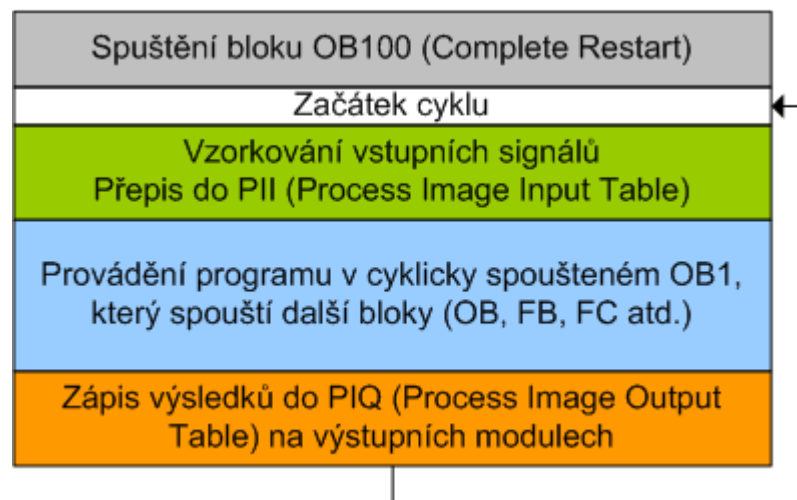 Spuštění bloku OB100 (Complete Restart)
Začátek cyklu
Vzorkování vstupních signálů
Přepis do PII (Process Image Input Table)
Provádění programu v cyklicky spouštěném OB1,
který spouští další bloky (OB, FB, FC atd.)
Zápis výsledků do PIQ (Process Image Output
Table) na výstupních modulech